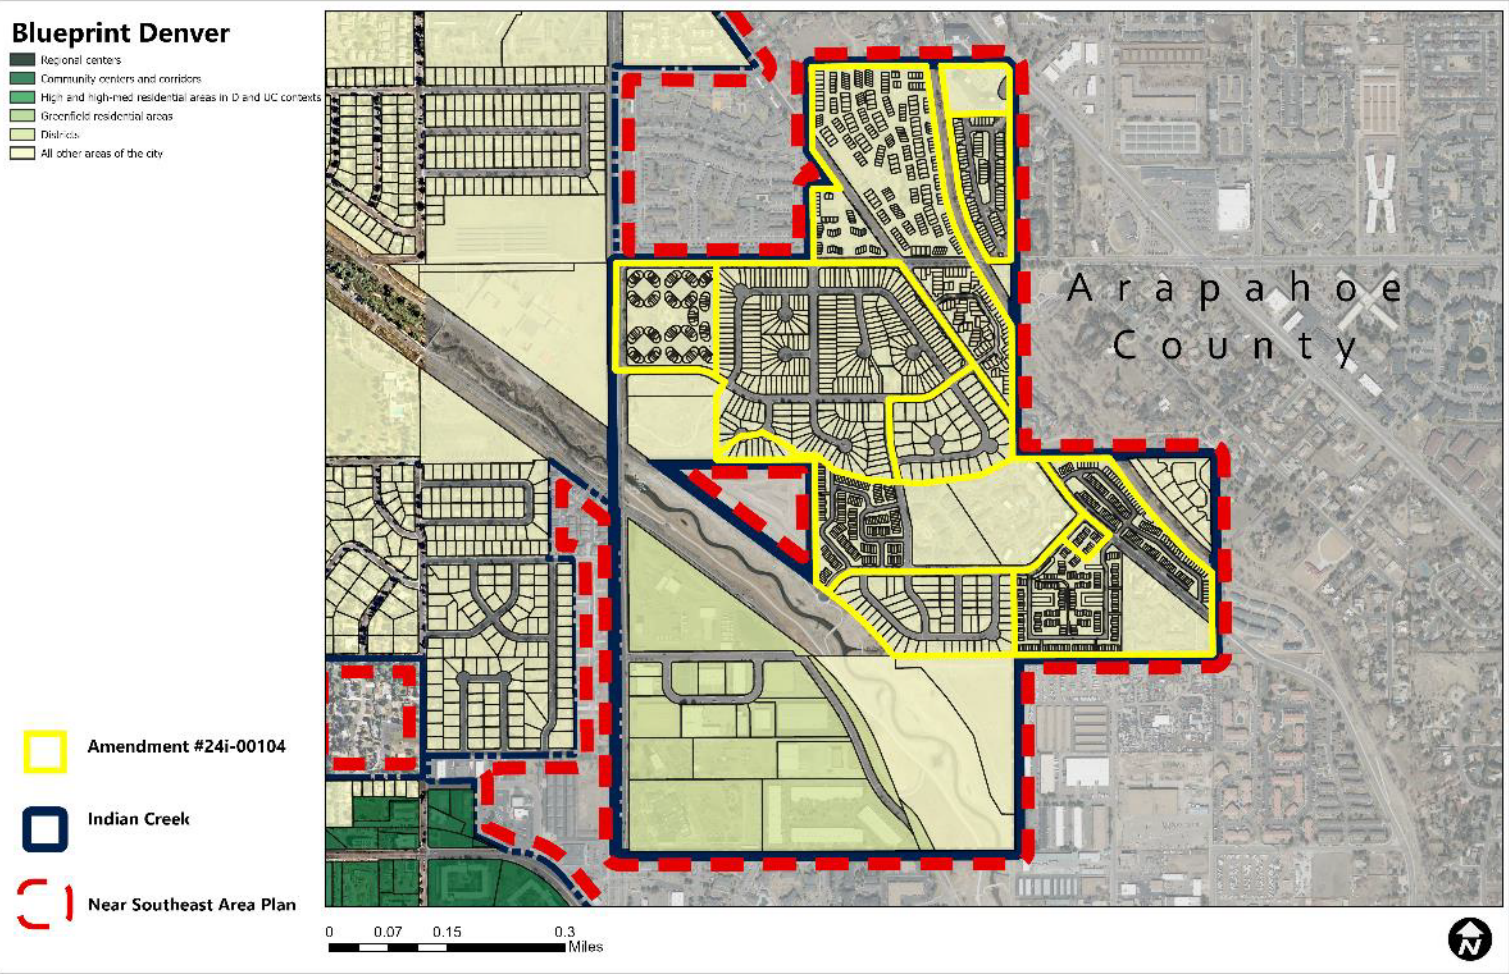 Blueprint Denver
Regional centers
Community centers and corridors
High and high-med residential areas in D and UC contexts
Greenfield residential areas
Districts
All other areas of the city
Arapahoe
County
Amendment #24i-00104
Indian Creek
Near Southeast Area Plan
0 0.07 0.15 0.3
Miles
N